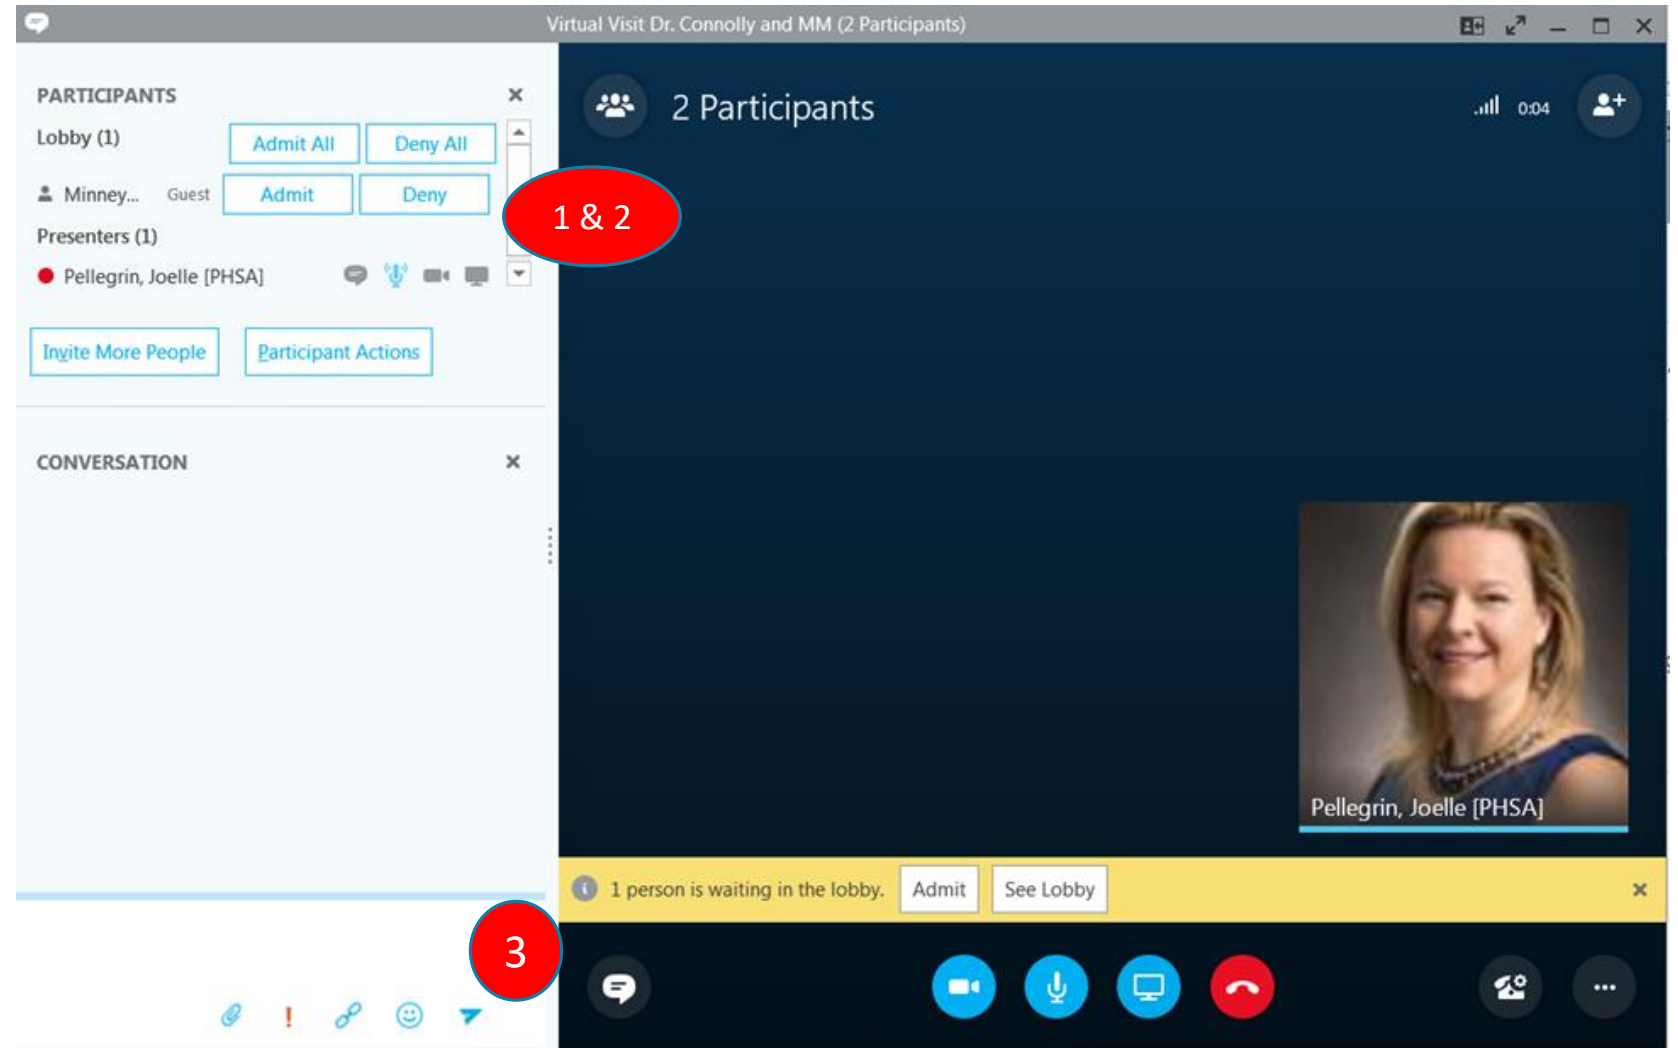 Virtual Visit Dr. Connolly and MM (2 Participants)
PARTICIPANTS
Lobby (1)
Admit All
Deny All
Minney...
Guest
Admit
Deny
Presenters (1)
Pellegrin, Joelle [PHSA]
Invite More People
Participant Actions
CONVERSATION
1 & 2
3
2 Participants
0:04
Pellegrin, Joelle [PHSA]
1 person is waiting in the lobby.
Admit
See Lobby